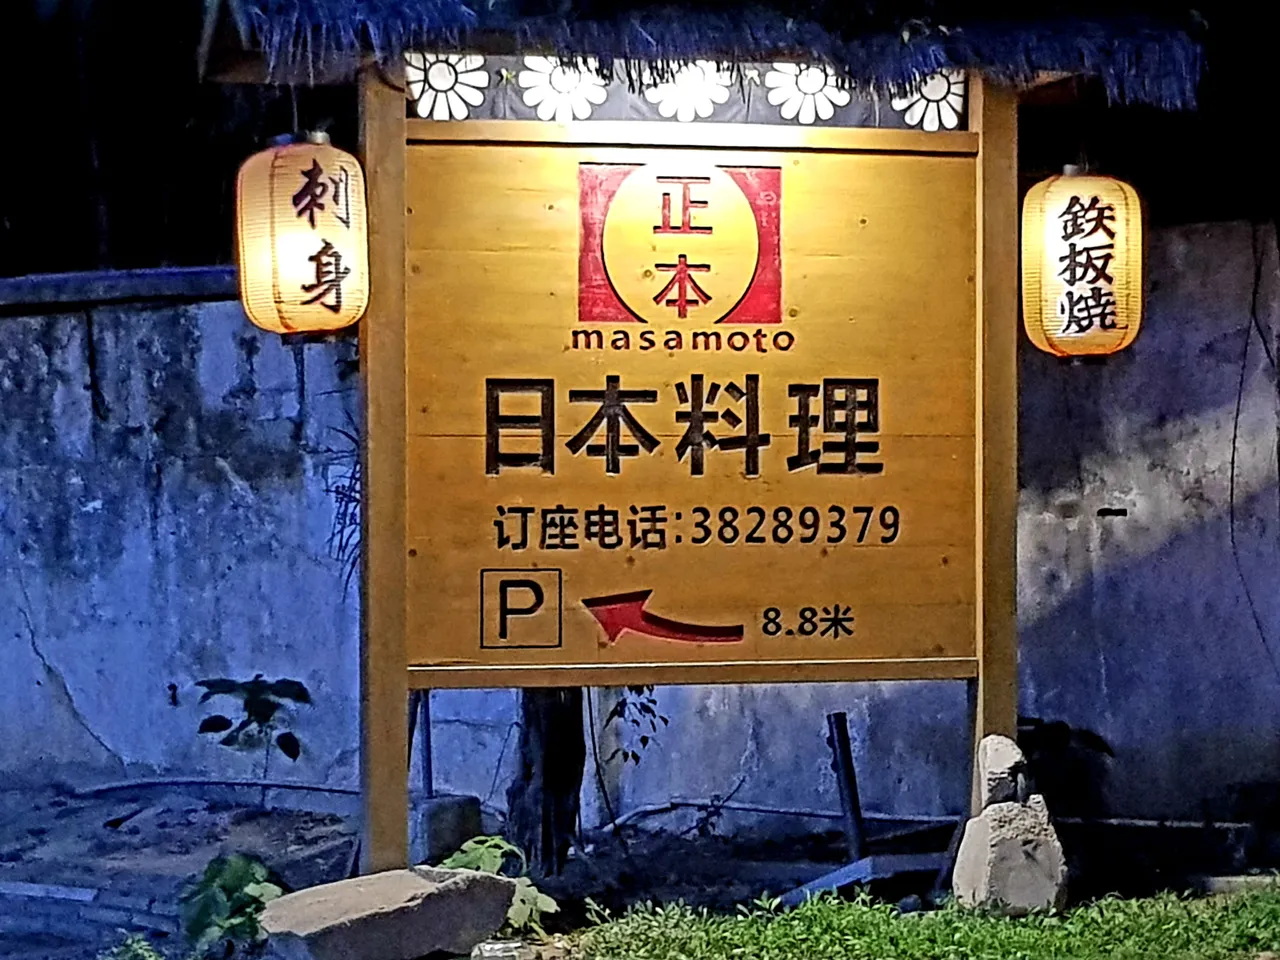 刺身
正本
masamoto
鉄板焼
日本料理
订座电话:38289379
P 8.8米